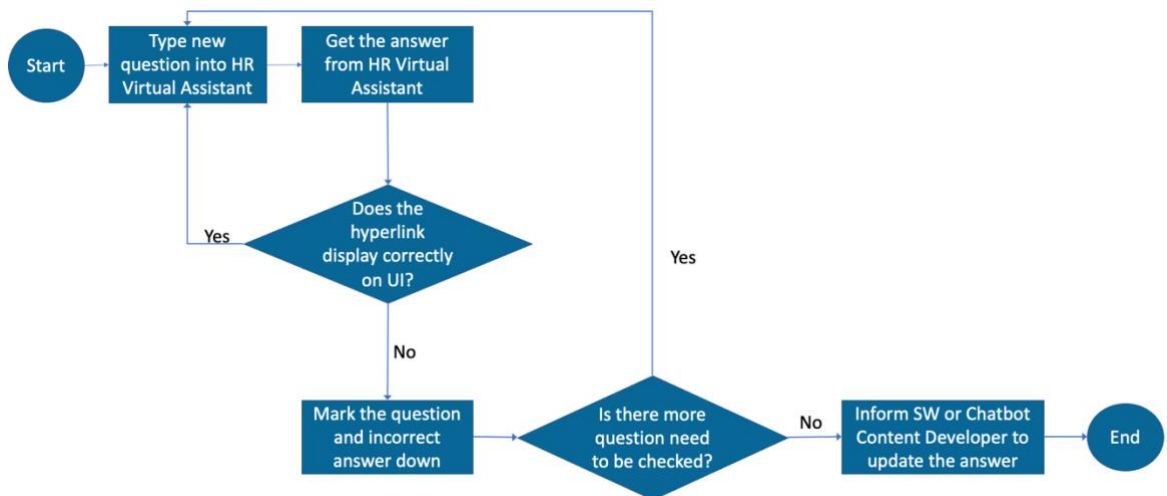 Start
Type new
question into HR
Virtual Assistant
Get the answer
from HR Virtual
Assistant
Does the
hyperlink
display correctly
on UI?
Yes
Yes
No
Mark the question
and incorrect
answer down
Is there more
question need
to be checked?
No
Inform SW or Chatbot
Content Developer to
update the answer
End